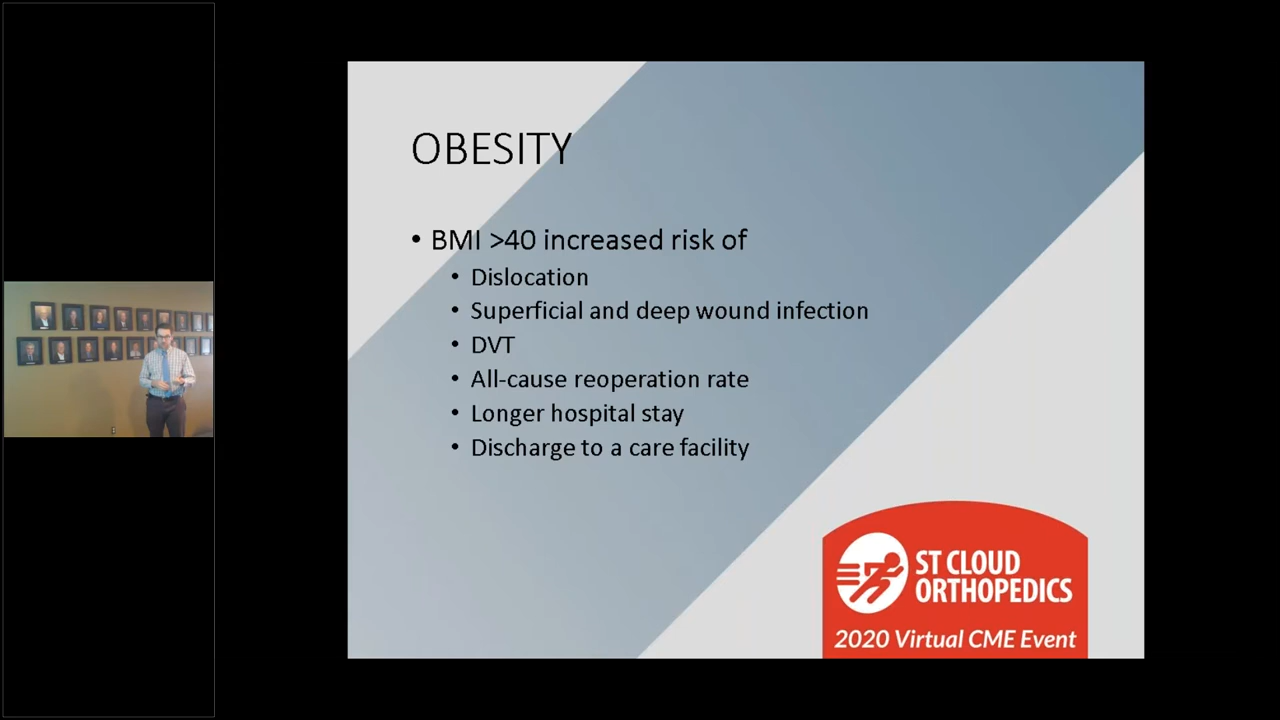 OBESITY
• BMI >40 increased risk of
• Dislocation
• Superficial and deep wound infection
• DVT
• All-cause reoperation rate
• Longer hospital stay
• Discharge to a care facility
ST CLOUD
ORTHOPEDICS
2020 Virtual CME Event